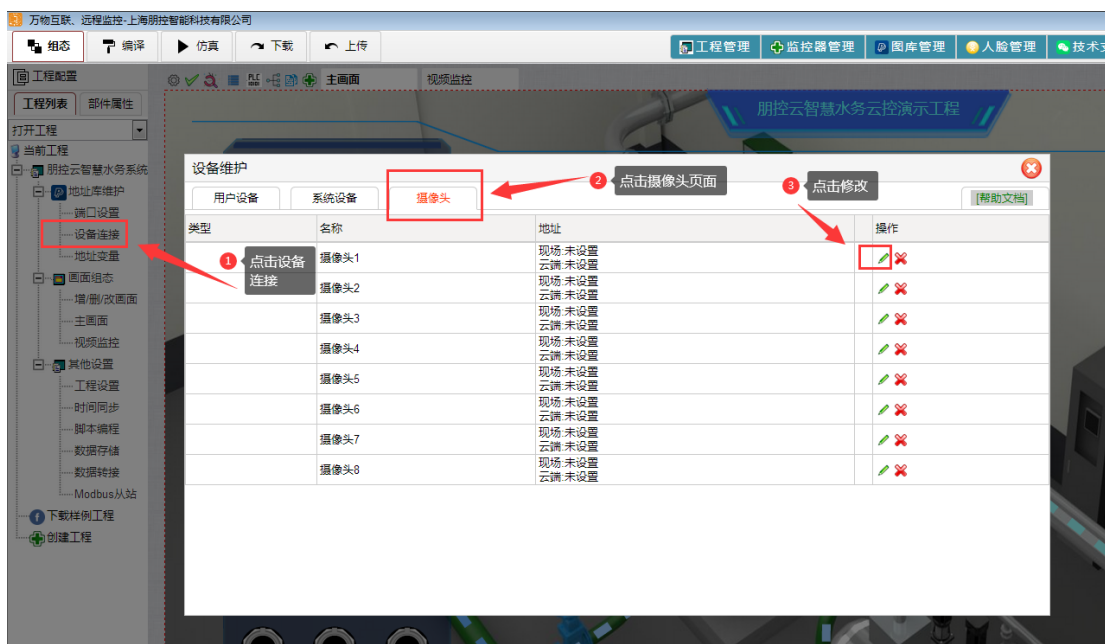 万物互联、远程监控-上海朋控智能科技有限公司
组态 编译 仿真 下载 上传 工程管理 监控器管理 图库管理 人脸管理 技术支
工程配置
主画面 视频监控
工程列表 部件属性
打开工程
当前工程
朋控云智慧水务系统
地址库维护
端口设置
设备连接
地址变量
画面组态
增/删/改画面
主画面
视频监控
其他设置
工程设置
时间同步
脚本编程
数据存储
数据转接
Modbus从站
下载样例工程
创建工程
朋控云智慧水务云控演示工程
设备维护
用户设备 系统设备 摄像头 [帮助文档]
2 点击摄像头页面
3 点击修改
1 点击设备
连接
类型 名称 地址 操作
摄像头1 现场:未设置
云端:未设置
摄像头2 现场:未设置
云端:未设置
摄像头3 现场:未设置
云端:未设置
摄像头4 现场:未设置
云端:未设置
摄像头5 现场:未设置
云端:未设置
摄像头6 现场:未设置
云端:未设置
摄像头7 现场:未设置
云端:未设置
摄像头8 现场:未设置
云端:未设置